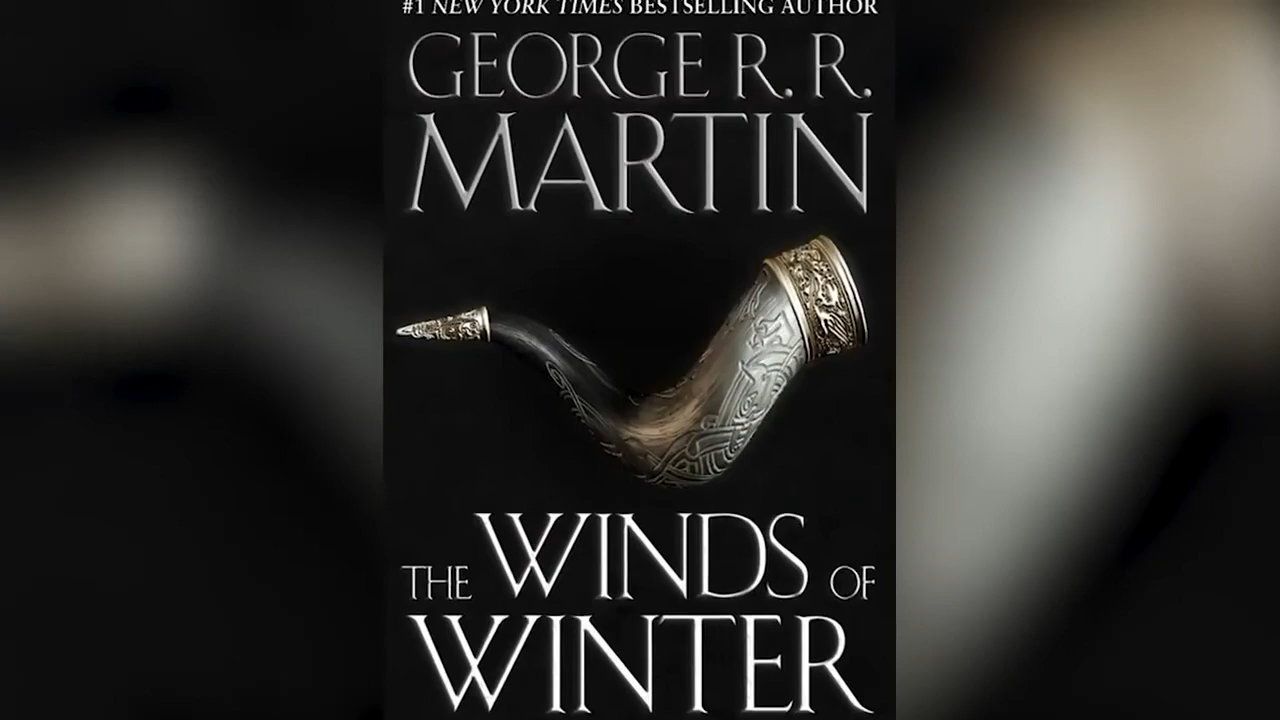 #1 NEW YORK TIMES BESTSELLING AUTHOR
GEORGE R. R.
MARTIN
THE WINDS OF
WINTER